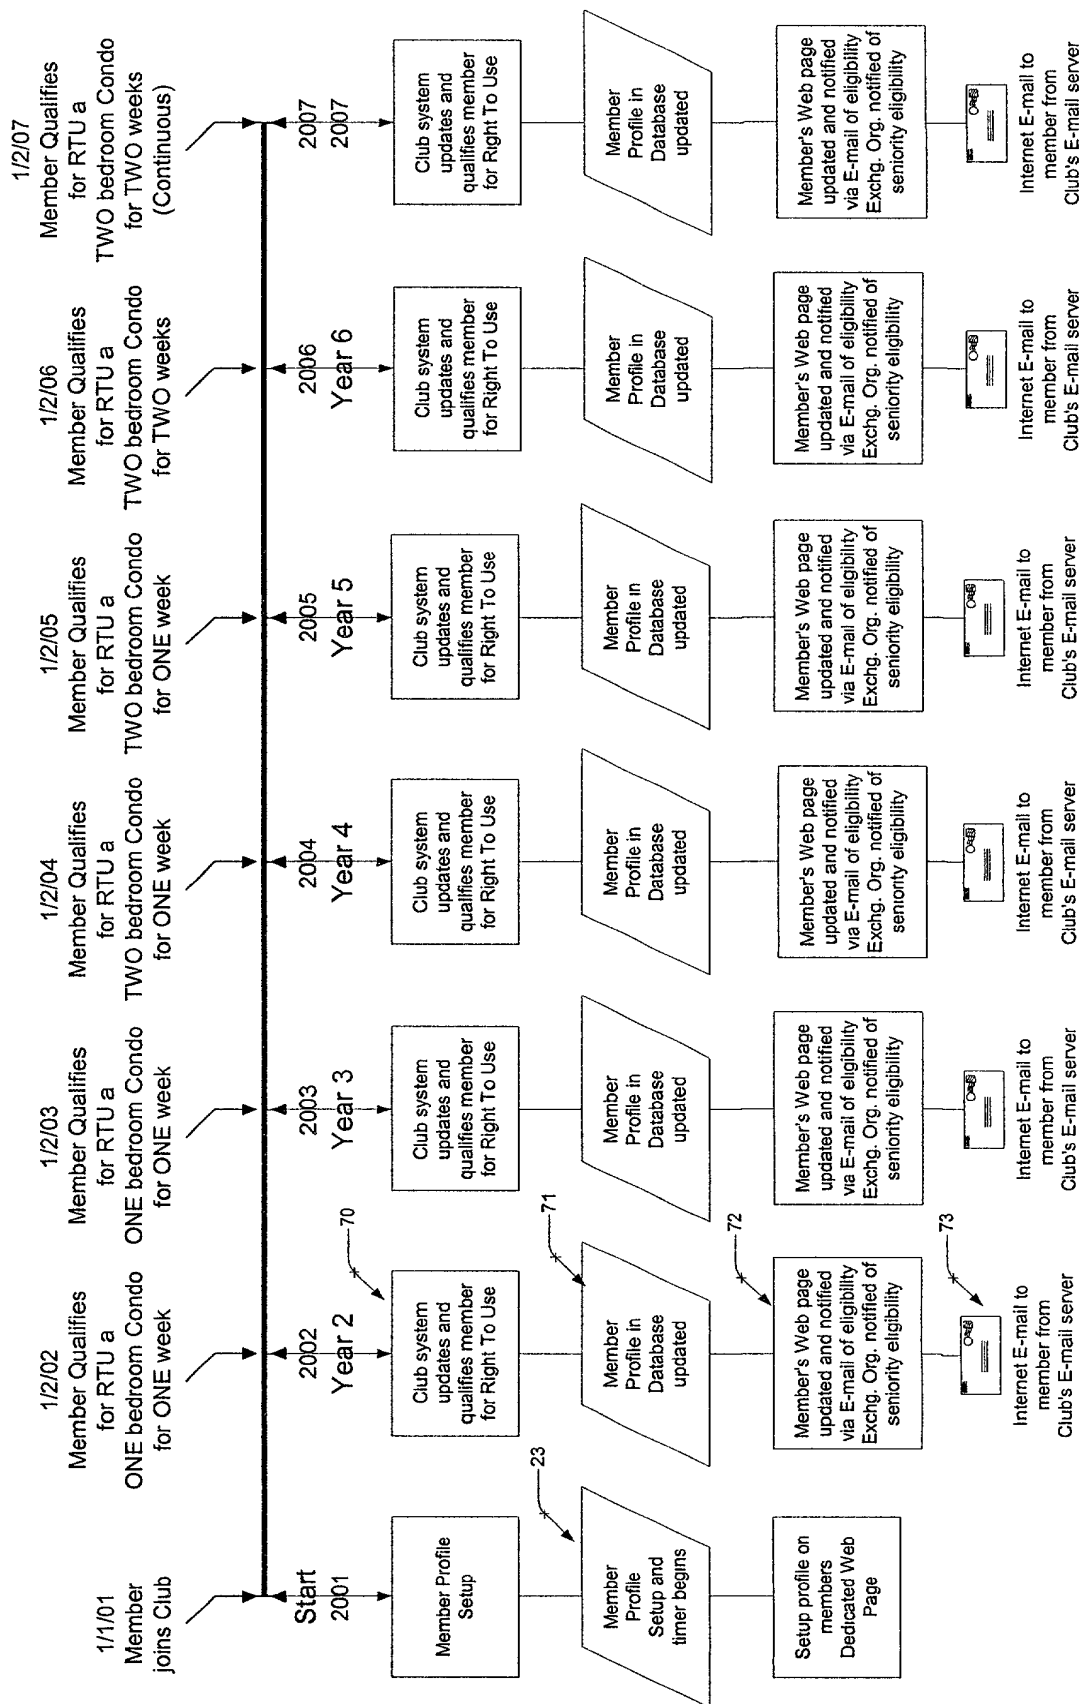 1/1/01
Member
joins Club
1/2/02
Member Qualifies
for RTU a
ONE bedroom Condo
for ONE week
1/2/03
Member Qualifies
for RTU a
ONE bedroom Condo
for ONE week
1/2/04
Member Qualifies
for RTU a
TWO bedroom Condo
for ONE week
1/2/05
Member Qualifies
for RTU a
TWO bedroom Condo
for ONE week
1/2/06
Member Qualifies
for RTU a
TWO bedroom Condo
for TWO weeks
1/2/07
Member Qualifies
for RTU a
TWO bedroom Condo
for TWO weeks
(Continuous)
Start
2001
2002
Year 2
2003
Year 3
2004
Year 4
2005
Year 5
2006
Year 6
2007
2007
Member Profile
Setup
70
Club system
updates and
qualifies member
for Right To Use
Club system
updates and
qualifies member
for Right To Use
Club system
updates and
qualifies member
for Right To Use
Club system
updates and
qualifies member
for Right To Use
Club system
updates and
qualifies member
for Right To Use
Club system
updates and
qualifies member
for Right To Use
23
Member
Profile
Setup and
timer begins
71
Member
Profile in
Database
updated
Member
Profile in
Database
updated
Member
Profile in
Database
updated
Member
Profile in
Database
updated
Member
Profile in
Database
updated
Member
Profile in
Database
updated
Setup profile on
members
Dedicated Web
Page
72
Member's Web page
updated and notified
via E-mail of eligibility
Exchg. Org. notified of
seniority eligibility
Member's Web page
updated and notified
via E-mail of eligibility
Exchg. Org. notified of
seniority eligibility
Member's Web page
updated and notified
via E-mail of eligibility
Exchg. Org. notified of
seniority eligibility
Member's Web page
updated and notified
via E-mail of eligibility
Exchg. Org. notified of
seniority eligibility
Member's Web page
updated and notified
via E-mail of eligibility
Exchg. Org. notified of
seniority eligibility
Member's Web page
updated and notified
via E-mail of eligibility
Exchg. Org. notified of
seniority eligibility
73
Internet E-mail to
member from
Club's E-mail server
Internet E-mail to
member from
Club's E-mail server
Internet E-mail to
member from
Club's E-mail server
Internet E-mail to
member from
Club's E-mail server
Internet E-mail to
member from
Club's E-mail server
Internet E-mail to
member from
Club's E-mail server